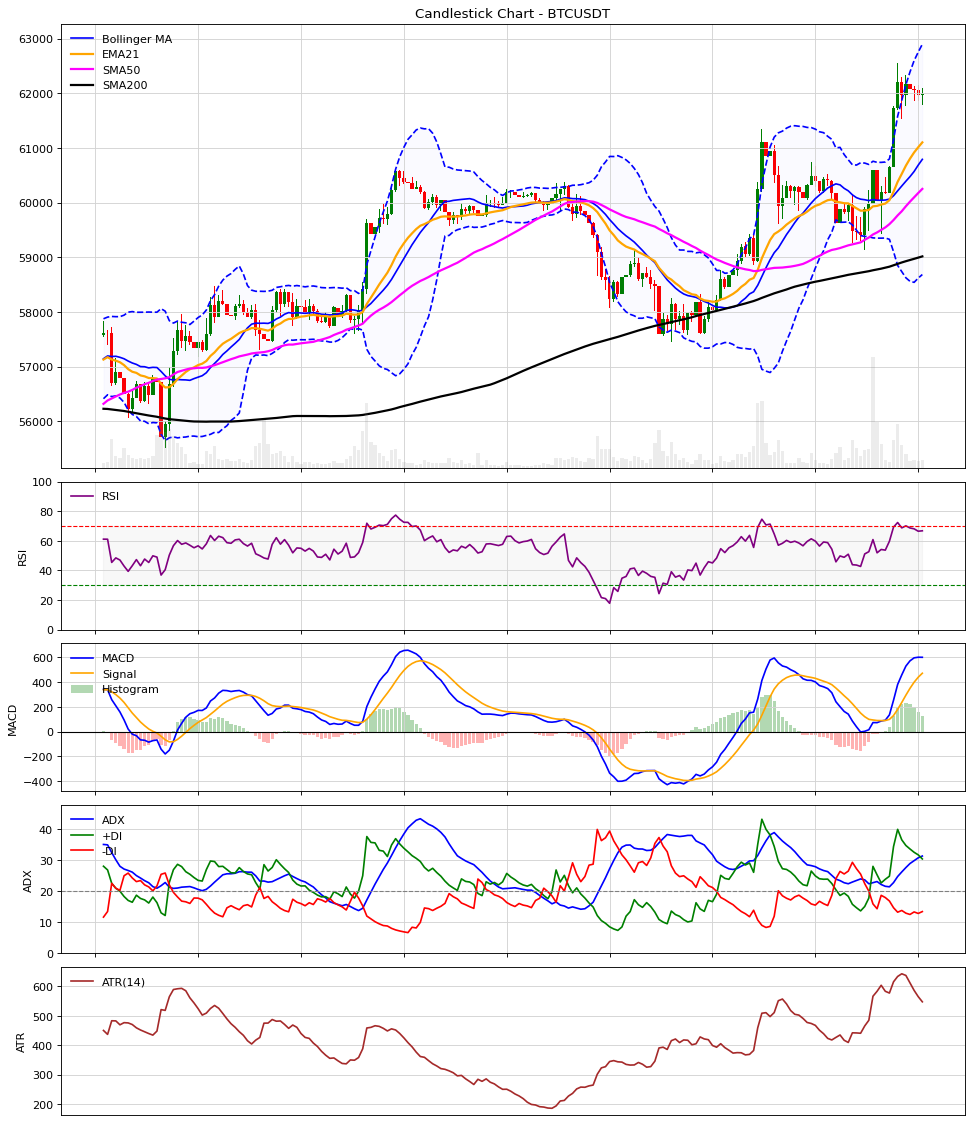 Candlestick Chart - BTCUSDT
63000
62000
61000
60000
59000
58000
57000
56000
Bollinger MA
EMA21
SMA50
SMA200
100
80
60
40
20
0
RSI
RSI
600
400
200
0
−200
−400
MACD
MACD
Signal
Histogram
40
30
20
10
0
ADX
ADX
+DI
-DI
600
500
400
300
200
ATR
ATR(14)